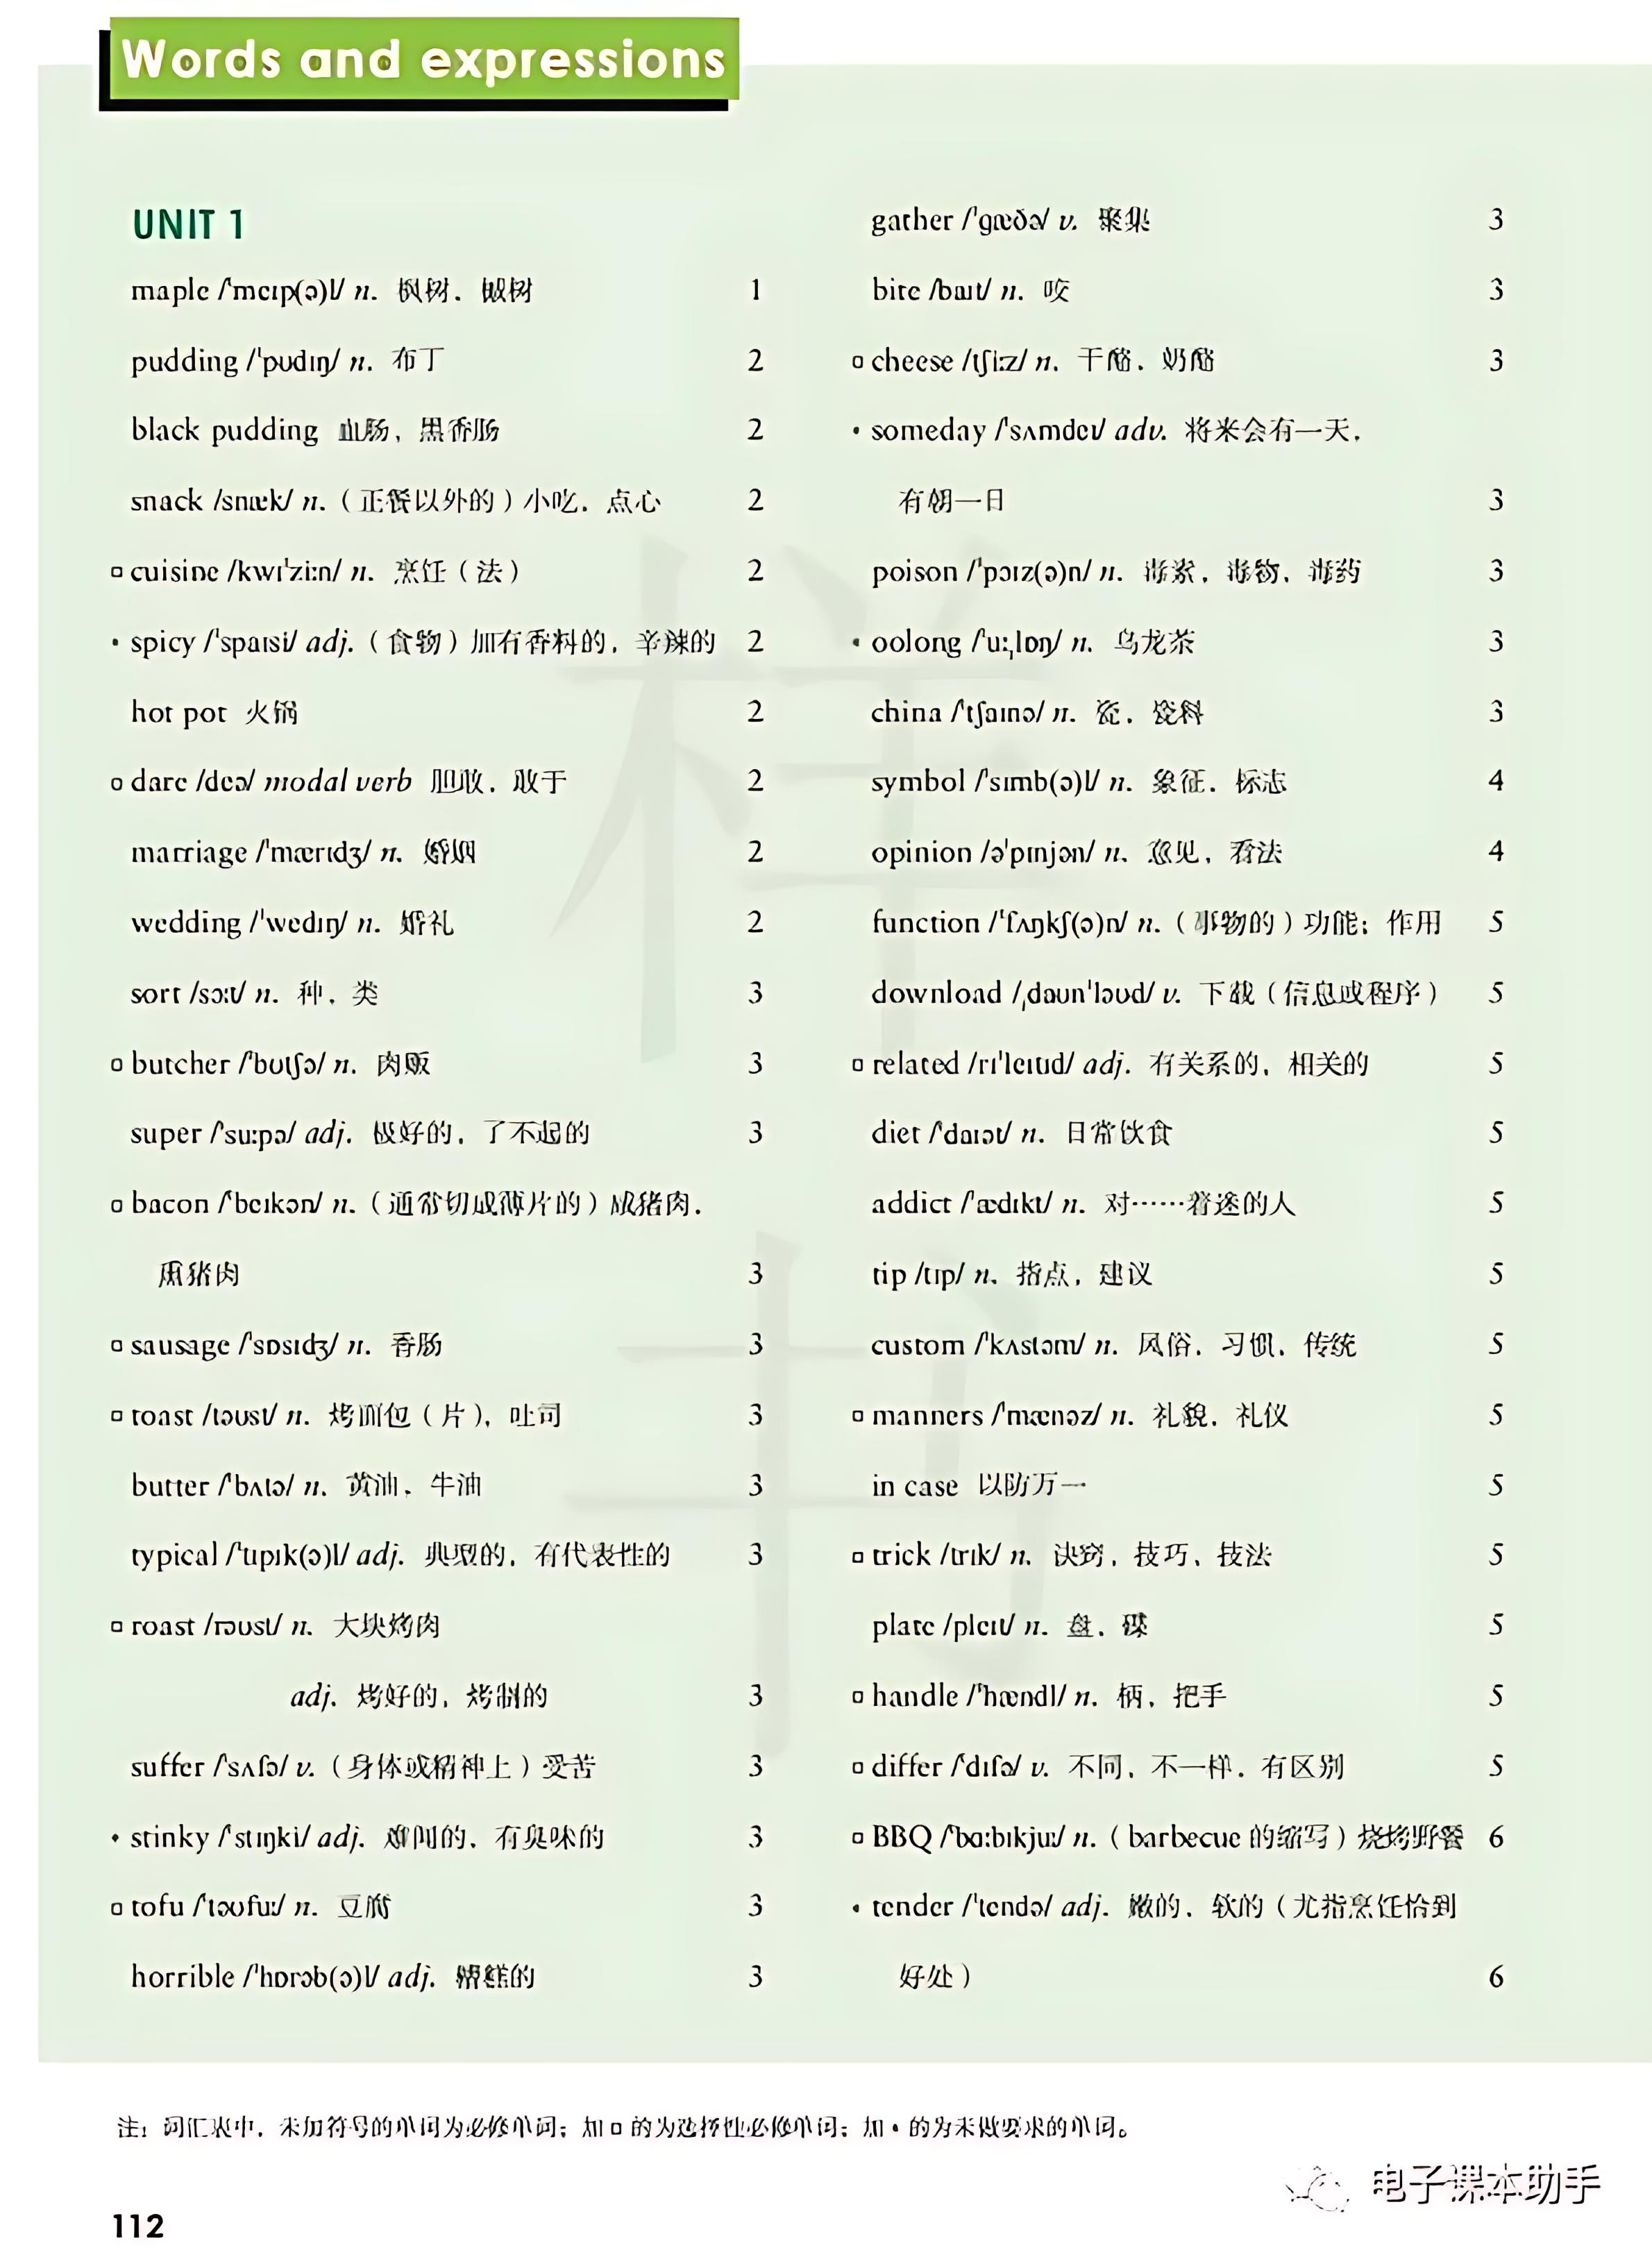 Words and expressions
UNIT 1
maple /ˈmeɪp(ə)l/ n. 枫树，槭树 1
pudding /ˈpʊdɪŋ/ n. 布丁 2
black pudding 血肠，黑香肠 2
snack /snæk/ n.（正餐以外的）小吃，点心 2
□ cuisine /kwɪˈziːn/ n. 烹饪（法） 2
• spicy /ˈspaɪsi/ adj.（食物）加有香料的，辛辣的 2
hot pot 火锅 2
□ dare /deə/ modal verb 胆敢，敢于 2
marriage /ˈmærɪdʒ/ n. 婚姻 2
wedding /ˈwedɪŋ/ n. 婚礼 2
sort /sɔːt/ n. 种，类 3
□ butcher /ˈbʊtʃə/ n. 肉贩 3
super /ˈsuːpə/ adj. 极好的，了不起的 3
□ bacon /ˈbeɪkən/ n.（通常切成薄片的）咸猪肉，
熏猪肉 3
□ sausage /ˈsɒsɪdʒ/ n. 香肠 3
□ toast /təʊst/ n. 烤面包（片），吐司 3
butter /ˈbʌtə/ n. 黄油，牛油 3
typical /ˈtɪpɪk(ə)l/ adj. 典型的，有代表性的 3
□ roast /rəʊst/ n. 大块烤肉
adj. 烤好的，烤制的 3
suffer /ˈsʌfə/ v.（身体或精神上）受苦 3
• stinky /ˈstɪŋki/ adj. 难闻的，有臭味的 3
□ tofu /ˈtəʊfuː/ n. 豆腐 3
horrible /ˈhɒrəb(ə)l/ adj. 糟糕的 3
gather /ˈɡæðə/ v. 聚集 3
bite /baɪt/ n. 咬 3
□ cheese /tʃiːz/ n. 干酪，奶酪 3
• someday /ˈsʌmdeɪ/ adv. 将来会有一天，
有朝一日 3
poison /ˈpɔɪz(ə)n/ n. 毒素，毒物，毒药 3
• oolong /ˈuːˌlɒŋ/ n. 乌龙茶 3
china /ˈtʃaɪnə/ n. 瓷，瓷料 3
symbol /ˈsɪmb(ə)l/ n. 象征，标志 4
opinion /əˈpɪnjən/ n. 意见，看法 4
function /ˈfʌŋkʃ(ə)n/ n.（事物的）功能；作用 5
download /ˌdaʊnˈləʊd/ v. 下载（信息或程序） 5
□ related /rɪˈleɪtɪd/ adj. 有关系的，相关的 5
diet /ˈdaɪət/ n. 日常饮食 5
addict /ˈædɪkt/ n. 对……着迷的人 5
tip /tɪp/ n. 指点，建议 5
custom /ˈkʌstəm/ n. 风俗，习惯，传统 5
□ manners /ˈmænəz/ n. 礼貌，礼仪 5
in case 以防万一 5
□ trick /trɪk/ n. 诀窍，技巧，技法 5
plate /pleɪt/ n. 盘，碟 5
□ handle /ˈhændl/ n. 柄，把手 5
□ differ /ˈdɪfə/ v. 不同，不一样，有区别 5
□ BBQ /ˈbɑːbɪkjuː/ n.（barbecue 的缩写）烧烤野餐 6
• tender /ˈtendə/ adj. 嫩的，软的（尤指烹饪恰到
好处） 6
注：词汇表中，未加符号的单词为必修单词；加 □ 的为选择性必修单词；加 • 的为未做要求的单词。
电子课本助手
112
样书